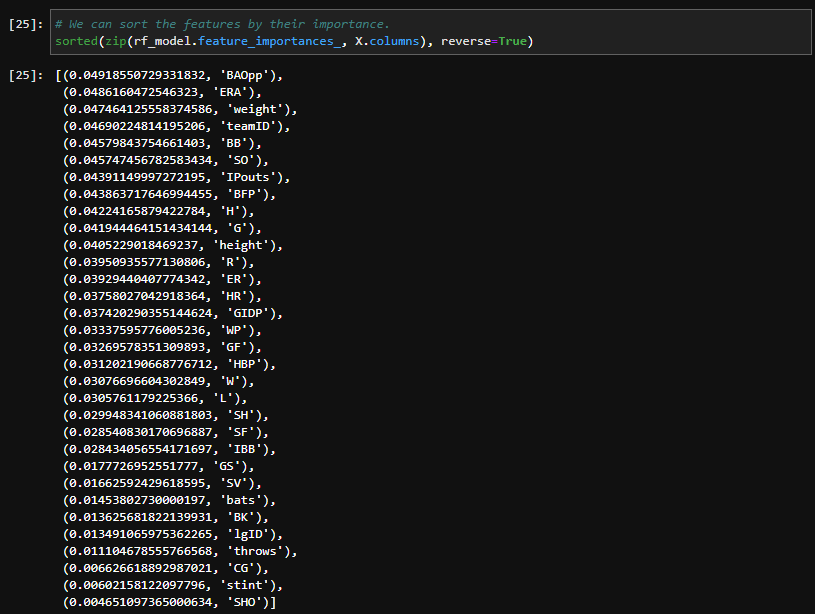 [25]: # We can sort the features by their importance.
sorted(zip(rf_model.feature_importances_, X.columns), reverse=True)
[25]: [(0.04918550729331832, 'BAOpp'),
(0.0486160472546323, 'ERA'),
(0.047464125558374586, 'weight'),
(0.04690224814195206, 'teamID'),
(0.04579843754661403, 'BB'),
(0.045747456782583434, 'SO'),
(0.04391149997272195, 'IPouts'),
(0.043863717646994455, 'BFP'),
(0.04224165879422784, 'H'),
(0.041944464151434144, 'G'),
(0.0405229018469237, 'height'),
(0.03950935577130806, 'R'),
(0.03929440407774342, 'ER'),
(0.03758027042918364, 'HR'),
(0.037420290355144624, 'GIDP'),
(0.03337595776005236, 'WP'),
(0.03269578351309893, 'GF'),
(0.031202190668776712, 'HBP'),
(0.03076696604302849, 'W'),
(0.0305761179225366, 'L'),
(0.029948341060881803, 'SH'),
(0.028540830170696887, 'SF'),
(0.028434056554171697, 'IBB'),
(0.0177726952551777, 'GS'),
(0.01662592429618595, 'SV'),
(0.01453802730000197, 'bats'),
(0.013625681822139931, 'BK'),
(0.013491065975362265, 'lgID'),
(0.011104678555766568, 'throws'),
(0.006626618892987021, 'CG'),
(0.00602158122097796, 'stint'),
(0.004651097365000634, 'SHO')]